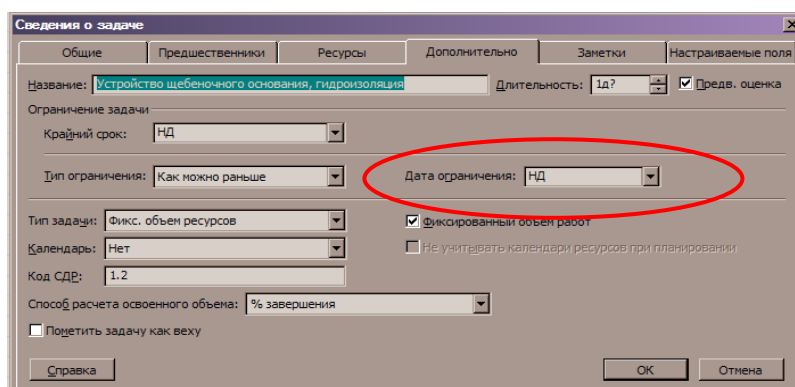 Сведения о задаче
Общие Предшественники Ресурсы Дополнительно Заметки Настраиваемые поля
Название: Устройство щебеночного основания, гидроизоляция Длительность: 1д? Предв. оценка
Ограничение задачи
Крайний срок: НД
Тип ограничения: Как можно раньше Дата ограничения: НД
Тип задачи: Фикс. объем ресурсов Фиксированный объем работ
Календарь: Нет Не учитывать календари ресурсов при планировании
Код СДР: 1.2
Способ расчета освоенного объема: % завершения
Пометить задачу как веху
Справка ОК Отмена